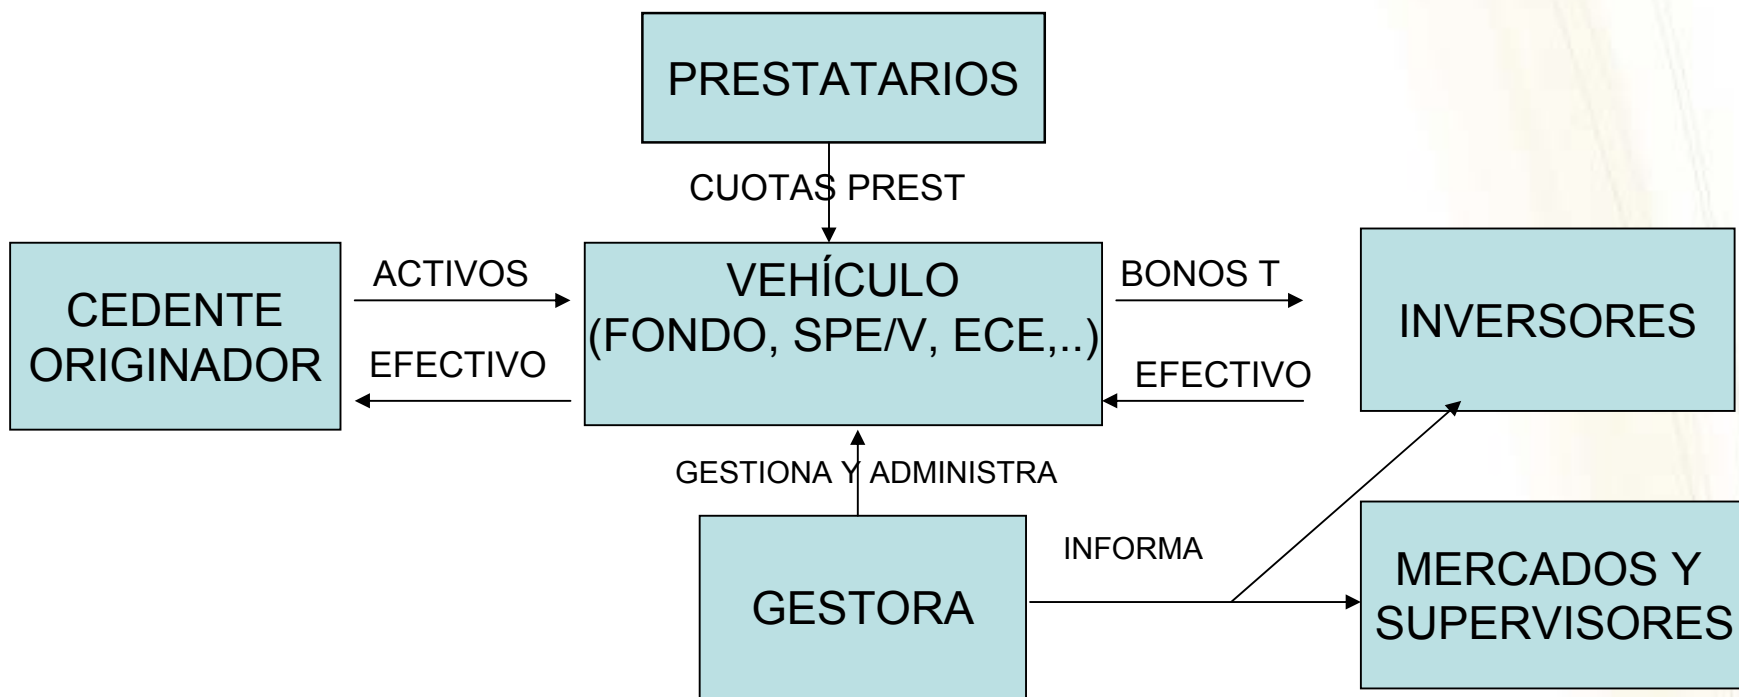 PRESTATARIOS
CUOTAS PREST
CEDENTE
ORIGINADOR
ACTIVOS
EFECTIVO
VEHÍCULO
(FONDO, SPE/V, ECE,..)
BONOS T
EFECTIVO
INVERSORES
GESTIONA Y ADMINISTRA
GESTORA
INFORMA
MERCADOS Y
SUPERVISORES